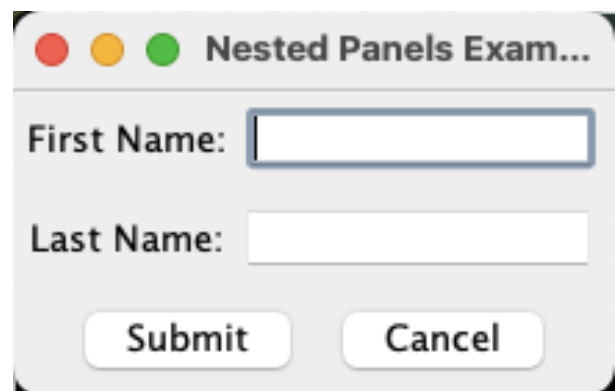 Nested Panels Exam...
First Name:
Last Name:
Submit Cancel